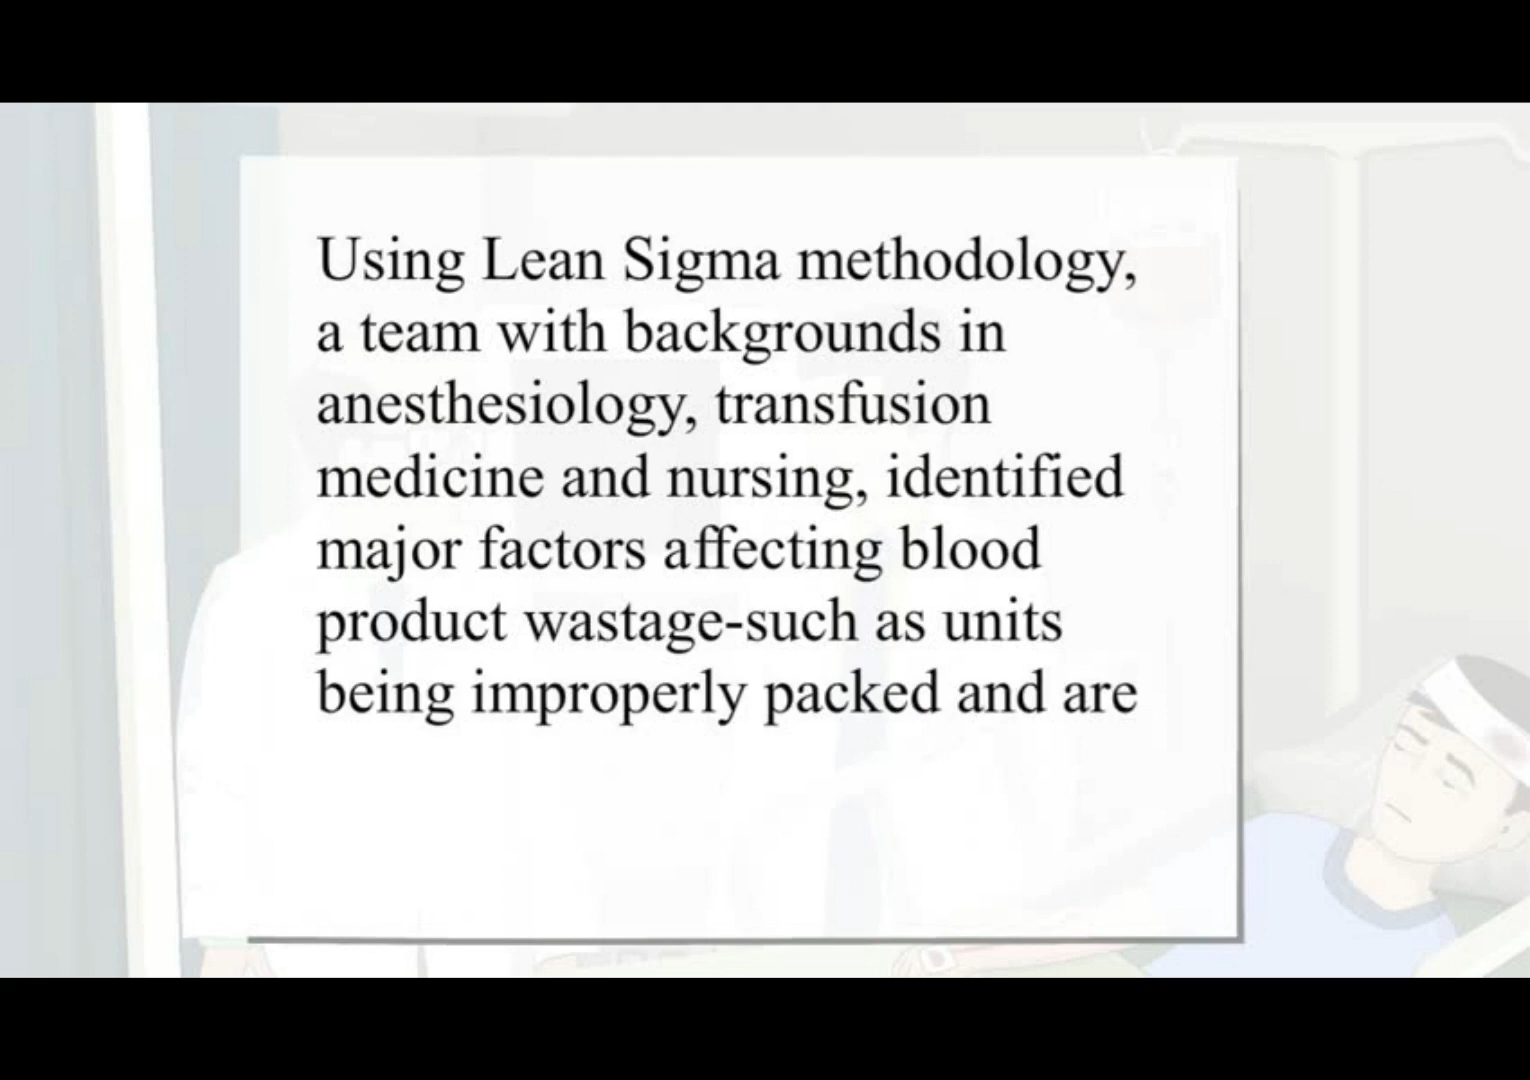 Using Lean Sigma methodology,
a team with backgrounds in
anesthesiology, transfusion
medicine and nursing, identified
major factors affecting blood
product wastage-such as units
being improperly packed and are